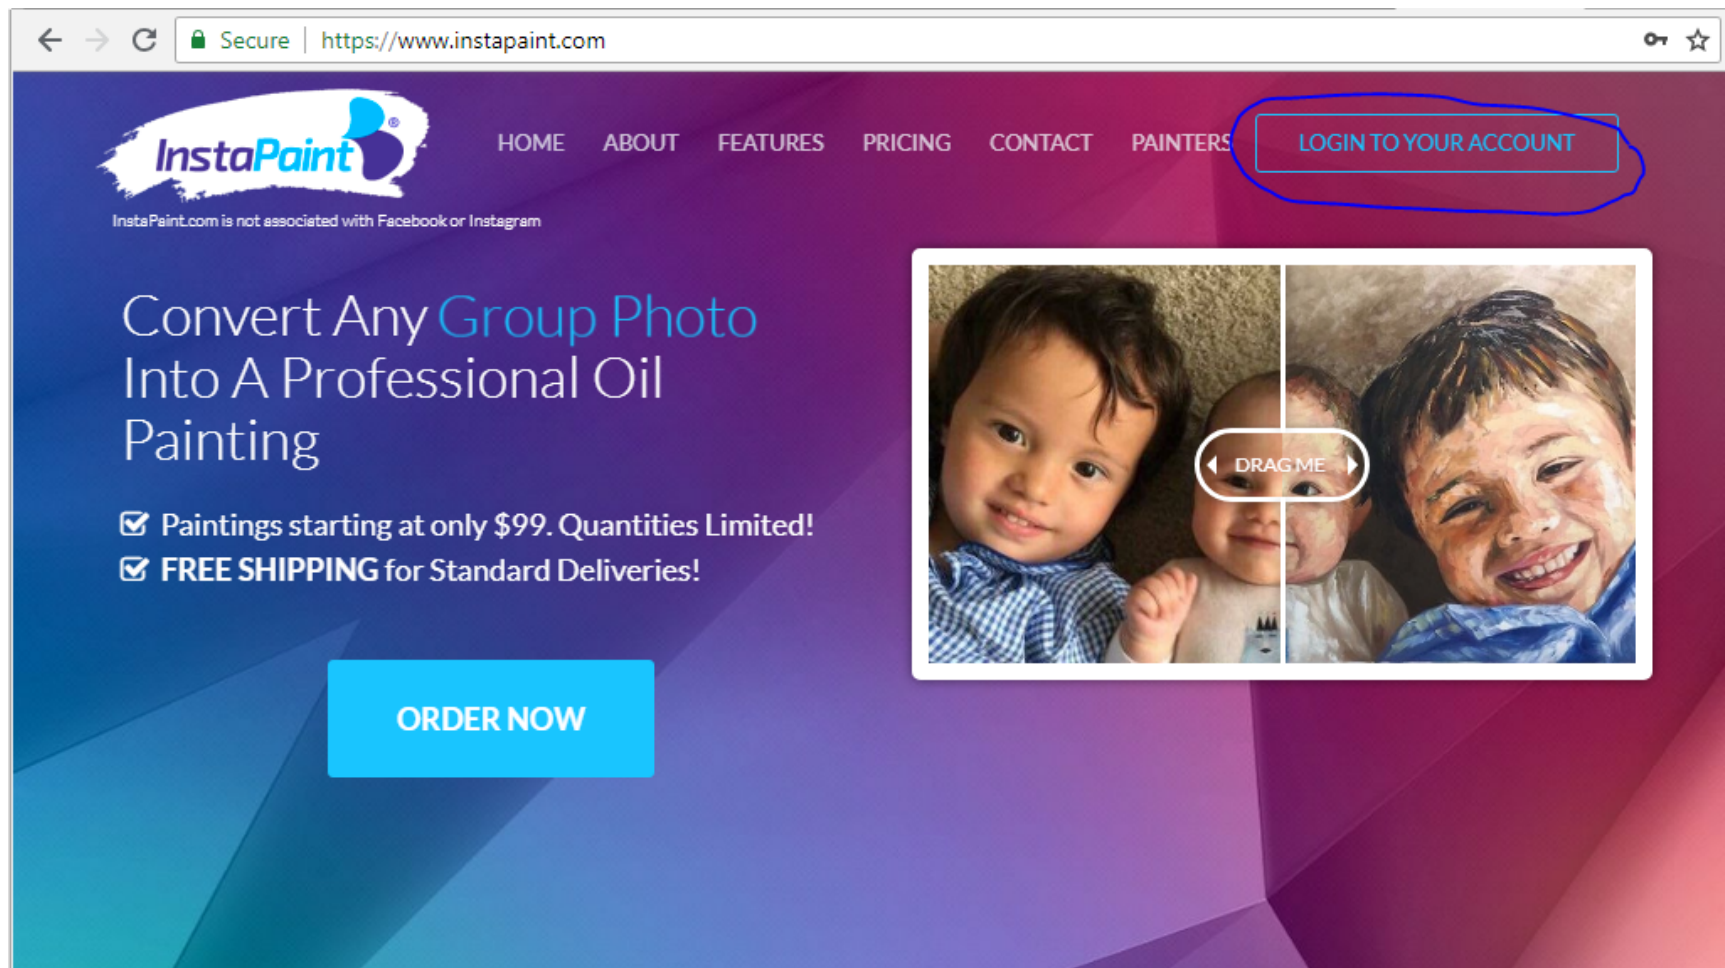 Secure https://www.instapaint.com
InstaPaint ®
HOME ABOUT FEATURES PRICING CONTACT PAINTERS LOGIN TO YOUR ACCOUNT
InstaPaint.com is not associated with Facebook or Instagram
Convert Any Group Photo
Into A Professional Oil
Painting
Paintings starting at only $99. Quantities Limited!
FREE SHIPPING for Standard Deliveries!
DRAG ME
ORDER NOW